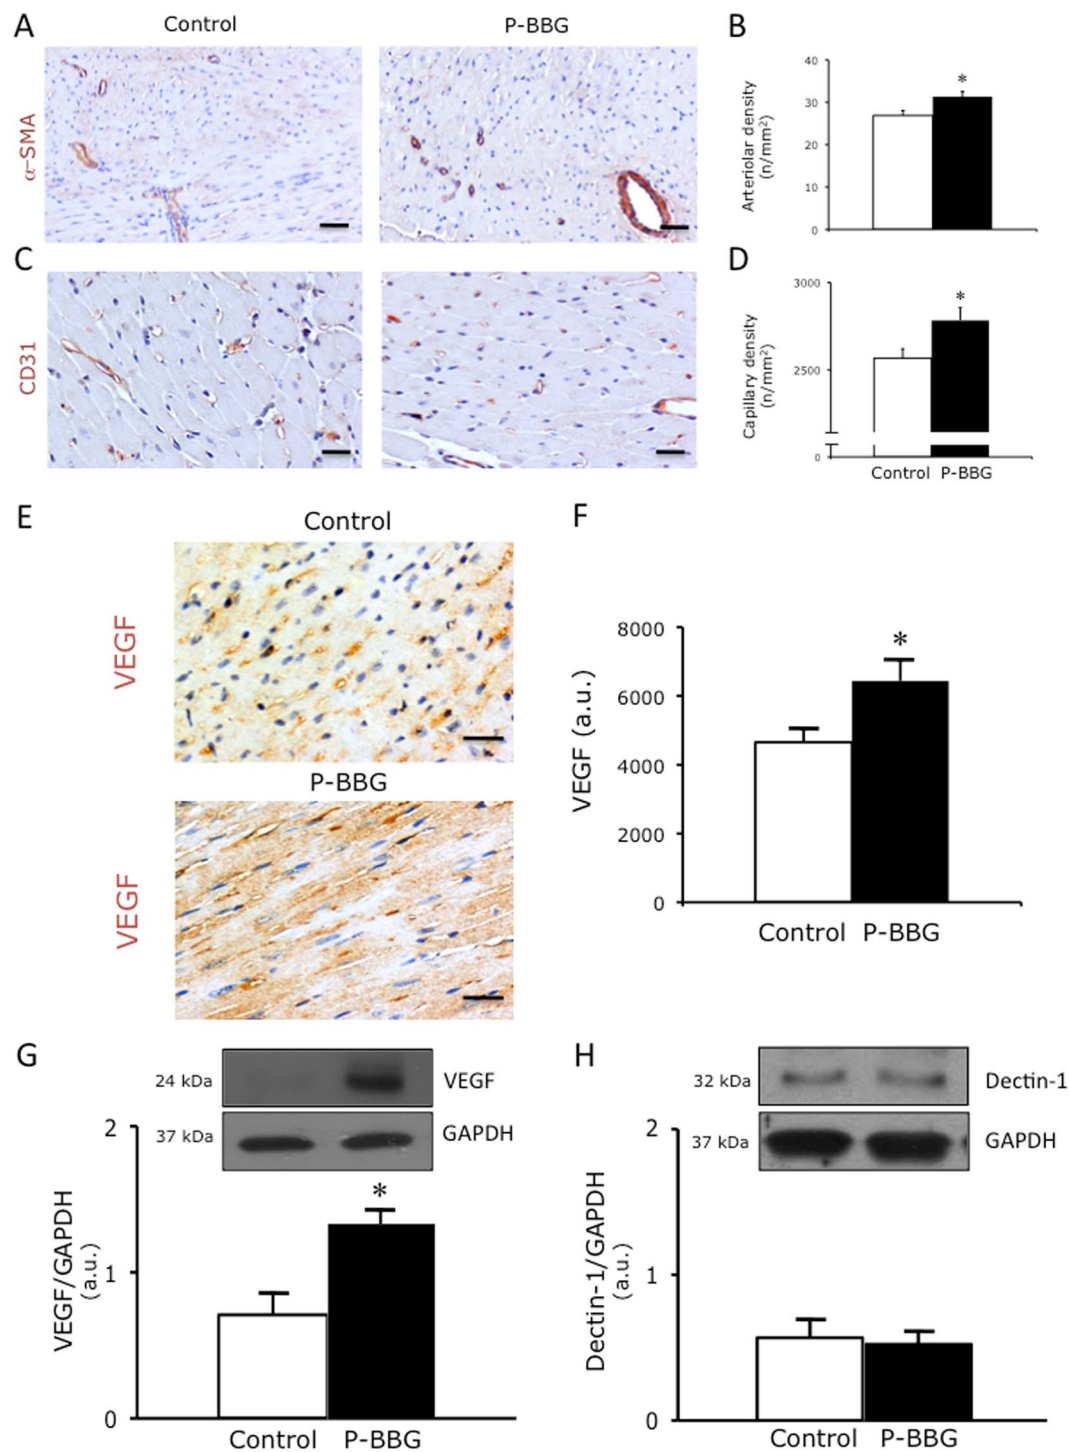 A
Control
P-BBG
B
α-SMA
Arteriolar density
(n/mm²)
40
30
20
10
0
*
C
D
CD31
Capillary density
(n/mm²)
3000
2500
0
*
Control P-BBG
E
Control
F
VEGF
P-BBG
VEGF
VEGF (a.u.)
8000
6000
4000
2000
0
*
Control P-BBG
G
24 kDa
VEGF
37 kDa
GAPDH
VEGF/GAPDH
(a.u.)
2
1
0
*
Control P-BBG
H
32 kDa
Dectin-1
37 kDa
GAPDH
Dectin-1/GAPDH
(a.u.)
2
1
0
Control P-BBG